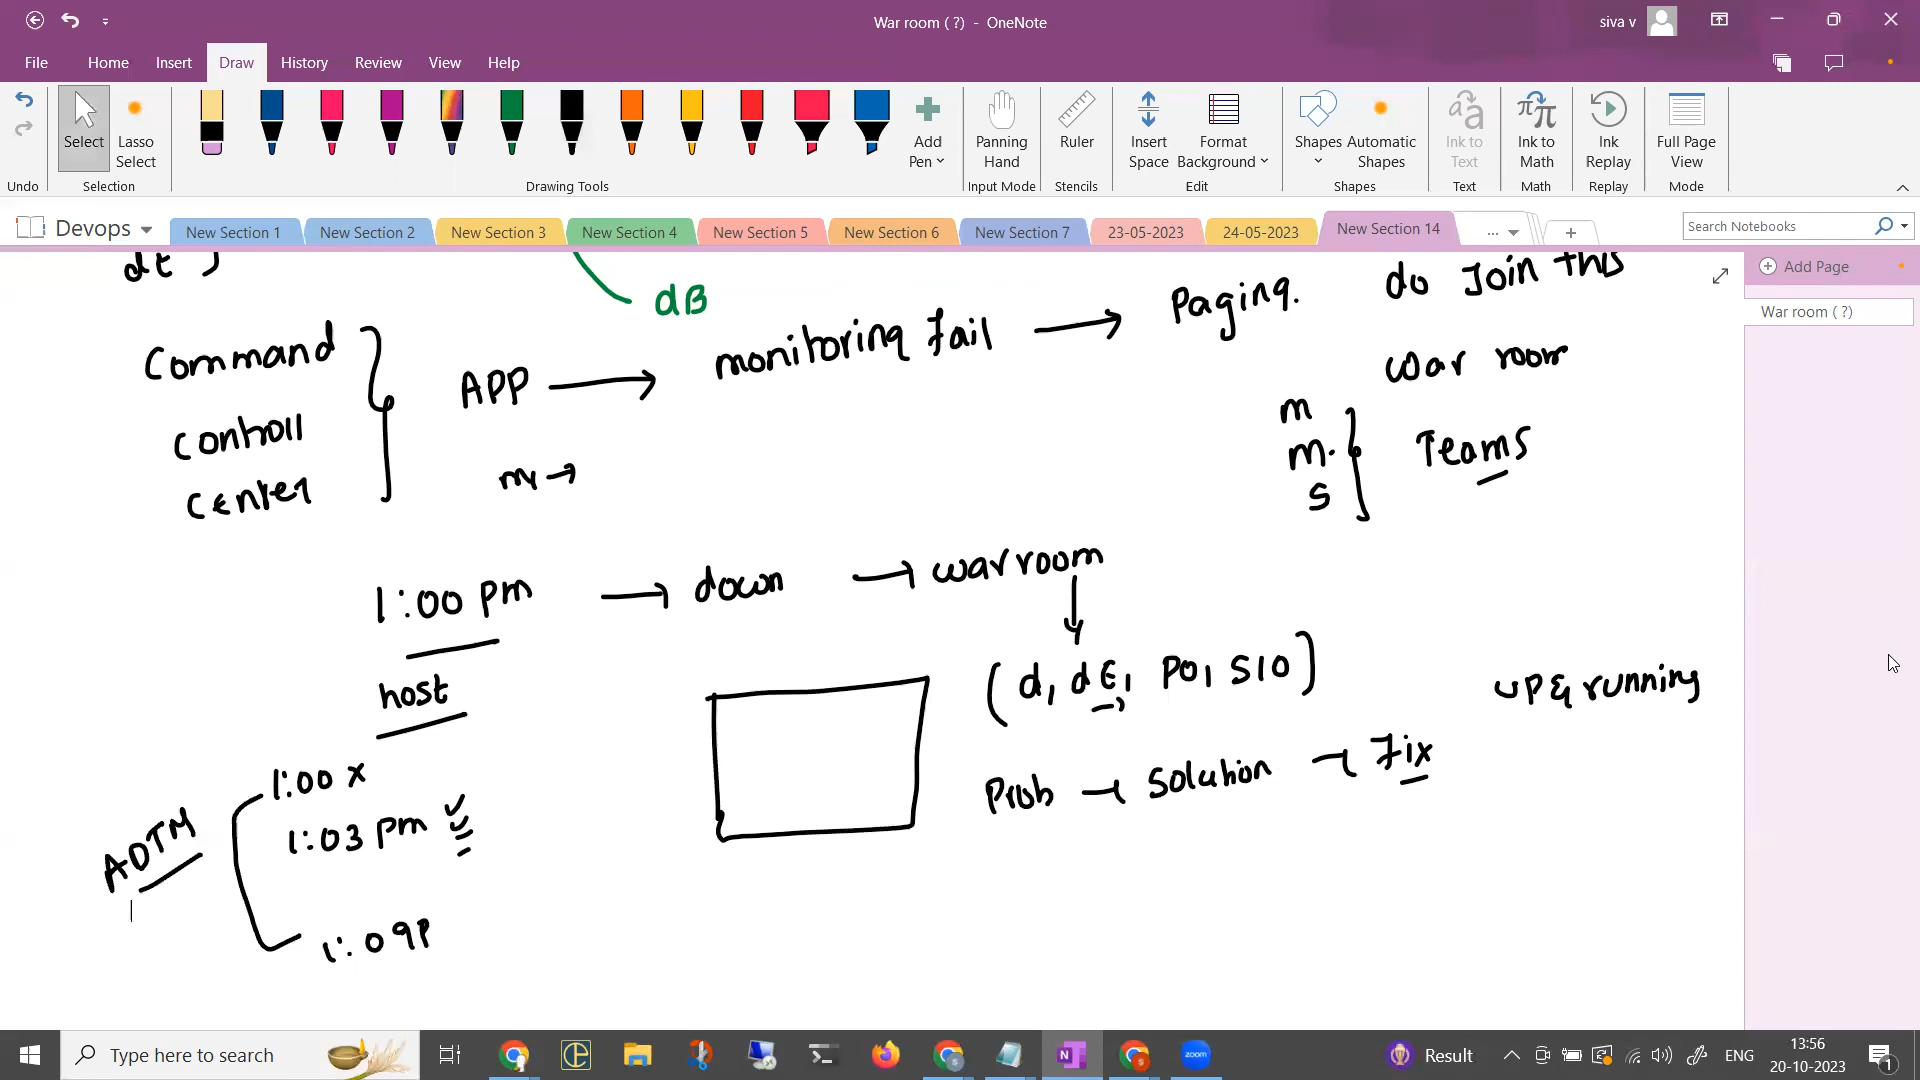 War room ( ?) - OneNote
siva v
File Home Insert Draw History Review View Help
Undo
Select
Lasso Select
Selection
Drawing Tools
Add Pen
Panning Hand
Input Mode
Ruler
Stencils
Insert Space
Format Background
Edit
Shapes
Automatic Shapes
Shapes
Ink to Text
Text
Ink to Math
Math
Ink Replay
Replay
Full Page View
Mode
Devops
New Section 1
New Section 2
New Section 3
New Section 4
New Section 5
New Section 6
New Section 7
23-05-2023
24-05-2023
New Section 14
...
Search Notebooks
Add Page
War room ( ?)
dB
do Join this
Command
Controll
Center
APP
monitoring fail
Paging.
war room
m
m.
s
Teams
1:00 pm
down
war room
host
(d, dE, PO, S10)
up & running
Prob
Solution
Fix
1:00 x
1:03 pm
ADTM
1:09P
Type here to search
zoom
Result
ENG
13:56
20-10-2023
1